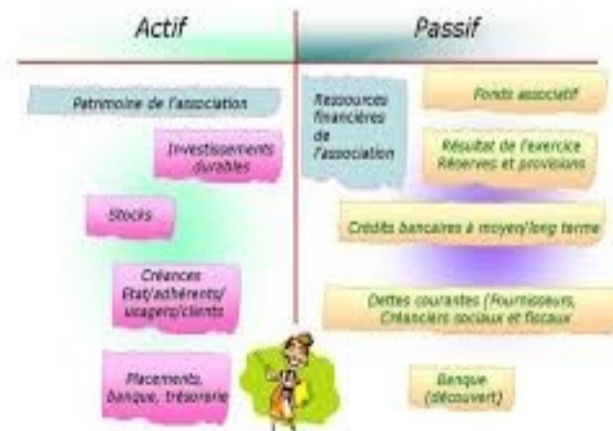 Actif
Passif
Patrimoine de l'association
Investissements
durables
Stocks
Créances
Etat/adhérents/
usagers/clients
Placements,
banque, trésorerie
Ressources
financières
de
l'association
Fonds associatif
Résultat de l'exercice
Réserves et provisions
Crédits bancaires à moyen/long terme
Dettes courantes (Fournisseurs,
Créanciers sociaux et fiscaux
Banque
(découvert)